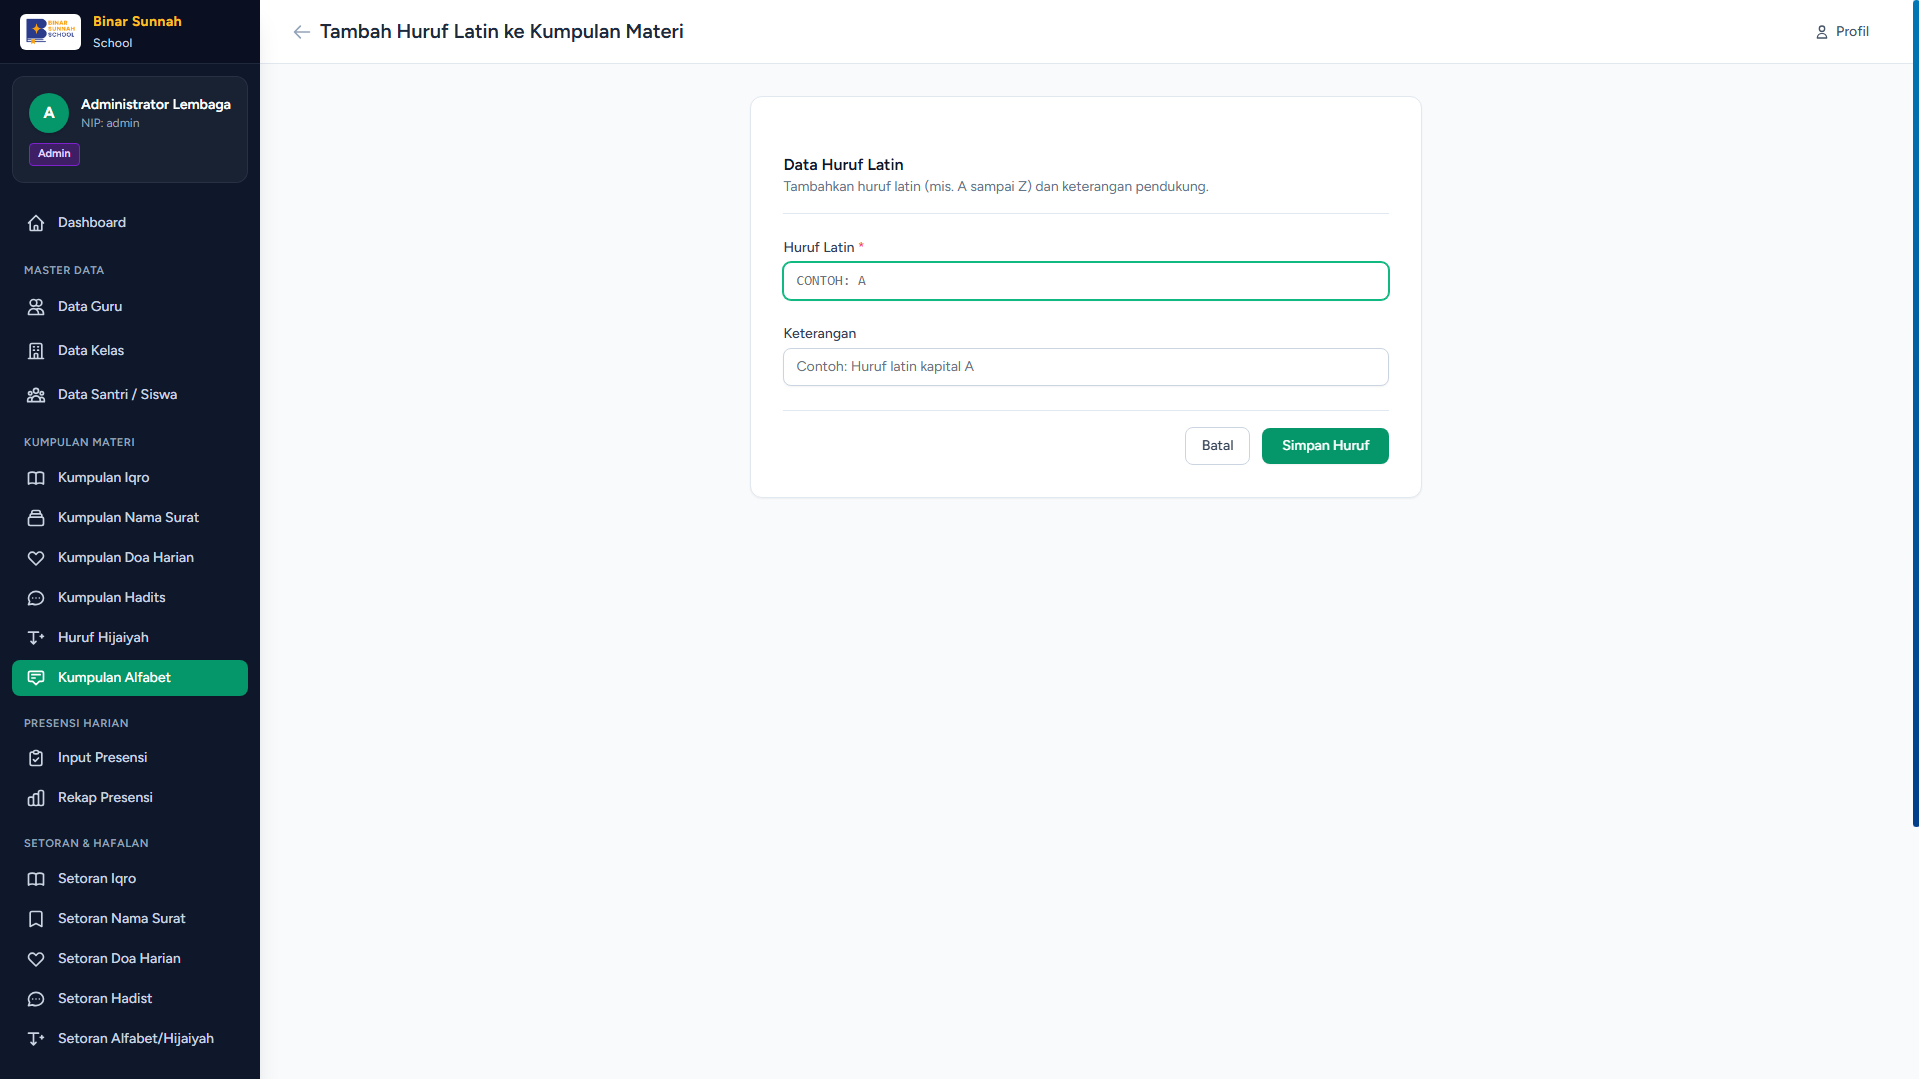 BINAR
SUNNAH
SCHOOL
Binar Sunnah
School
Tambah Huruf Latin ke Kumpulan Materi
Profil
A
Administrator Lembaga
NIP: admin
Admin
Dashboard
MASTER DATA
Data Guru
Data Kelas
Data Santri / Siswa
KUMPULAN MATERI
Kumpulan Iqro
Kumpulan Nama Surat
Kumpulan Doa Harian
Kumpulan Hadits
Huruf Hijaiyah
Kumpulan Alfabet
PRESENSI HARIAN
Input Presensi
Rekap Presensi
SETORAN & HAFALAN
Setoran Iqro
Setoran Nama Surat
Setoran Doa Harian
Setoran Hadist
Setoran Alfabet/Hijaiyah
Data Huruf Latin
Tambahkan huruf latin (mis. A sampai Z) dan keterangan pendukung.
Huruf Latin *
CONTOH: A
Keterangan
Contoh: Huruf latin kapital A
Batal
Simpan Huruf